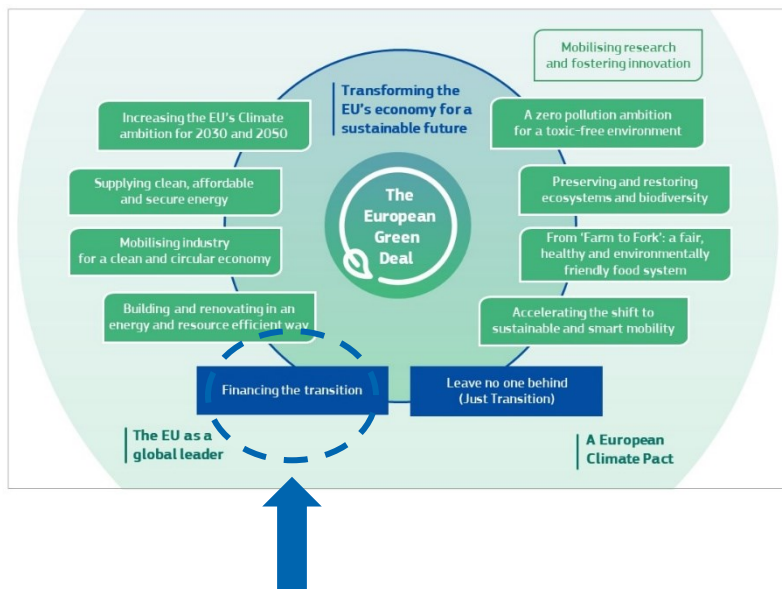 Mobilising research
and fostering innovation
Transforming the
EU's economy for a
sustainable future
Increasing the EU's Climate
ambition for 2030 and 2050
Supplying clean, affordable
and secure energy
Mobilising industry
for a clean and circular economy
Building and renovating in an
energy and resource efficient way
The
European
Green
Deal
A zero pollution ambition
for a toxic-free environment
Preserving and restoring
ecosystems and biodiversity
From 'Farm to Fork': a fair,
healthy and environmentally
friendly food system
Accelerating the shift to
sustainable and smart mobility
Financing the transition
Leave no one behind
(Just Transition)
The EU as a
global leader
A European
Climate Pact